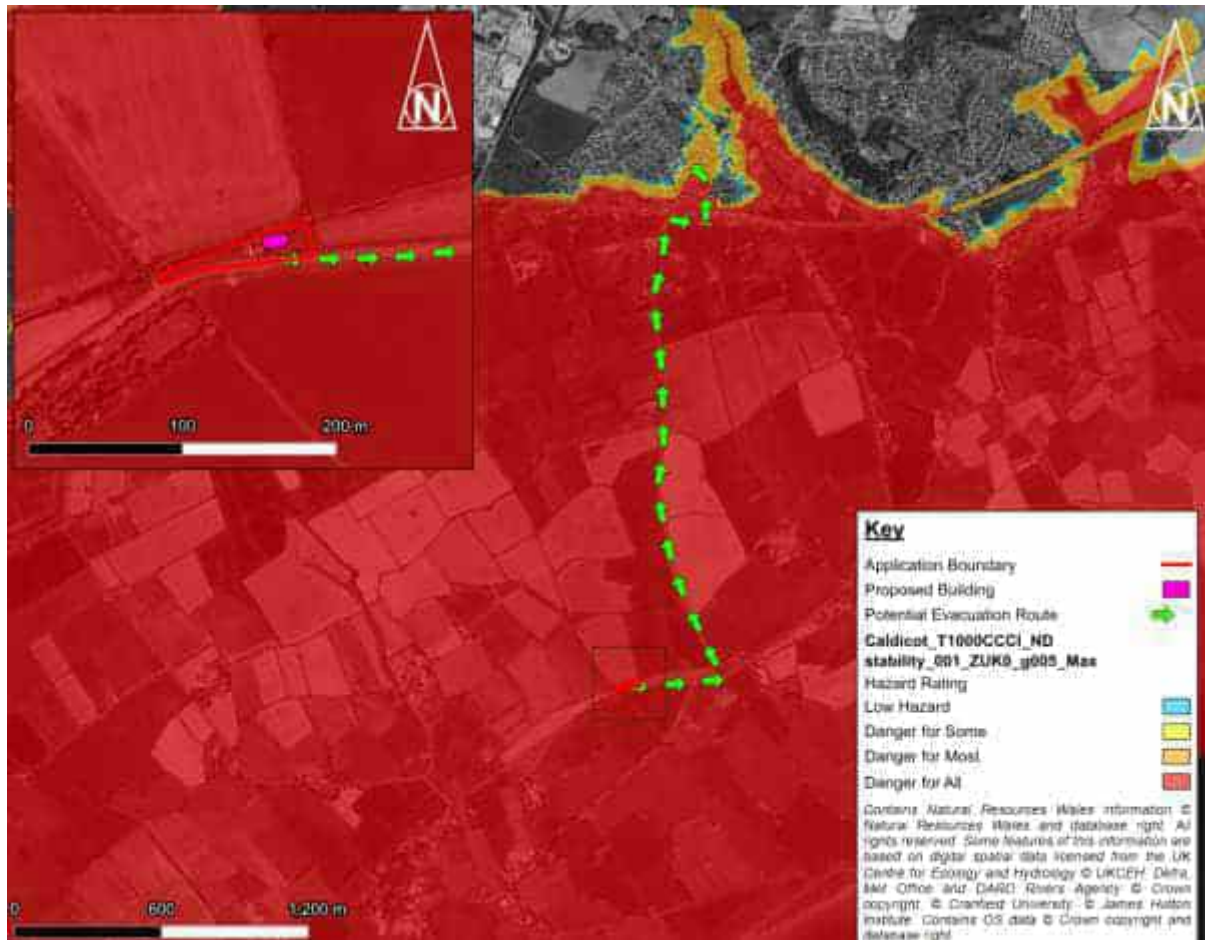 N
N
0 100 200 m
Key
Application Boundary
Proposed Building
Potential Evacuation Route
Caldicot_T1000CCCI_ND
stability_001_ZUK0_g005_Max
Hazard Rating
Low Hazard
Danger for Some
Danger for Most
Danger for All
Contains Natural Resources Wales information ©
Natural Resources Wales and database right. All
rights reserved. Some features of this information are
based on digital spatial data licensed from the UK
Centre for Ecology and Hydrology © UKCEH. Defra,
Met Office and DARD Rivers Agency © Crown
copyright. © Cranfield University. © James Hutton
Institute. Contains OS data © Crown copyright and
database right
0 600 1,200 m